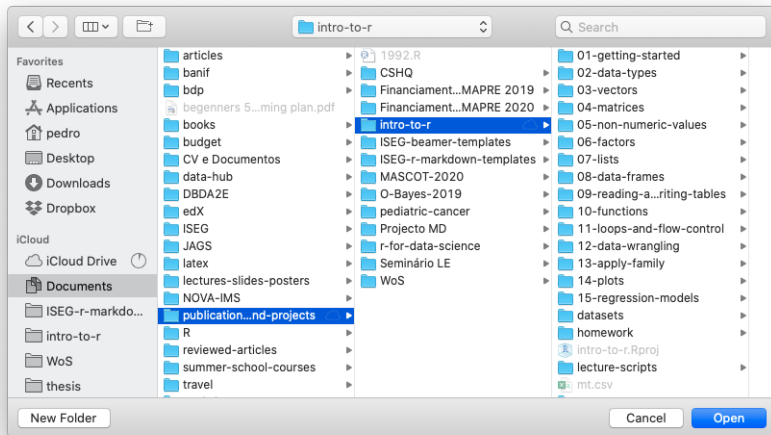 intro-to-r
Search
Favorites
Recents
Applications
pedro
Desktop
Downloads
Dropbox
iCloud
iCloud Drive
Documents
ISEG-r-markdo...
intro-to-r
WoS
thesis
articles
banif
bdp
begenners 5...ming plan.pdf
books
budget
CV e Documentos
data-hub
DBDA2E
edX
ISEG
JAGS
latex
lectures-slides-posters
NOVA-IMS
publication...nd-projects
R
reviewed-articles
summer-school-courses
travel
1992.R
CSHQ
Financiament...MAPRE 2019
Financiament...MAPRE 2020
intro-to-r
ISEG-beamer-templates
ISEG-r-markdown-templates
MASCOT-2020
O-Bayes-2019
pediatric-cancer
Projecto MD
r-for-data-science
Seminário LE
WoS
01-getting-started
02-data-types
03-vectors
04-matrices
05-non-numeric-values
06-factors
07-lists
08-data-frames
09-reading-a...riting-tables
10-functions
11-loops-and-flow-control
12-data-wrangling
13-apply-family
14-plots
15-regression-models
datasets
homework
intro-to-r.Rproj
lecture-scripts
mt.csv
New Folder
Cancel
Open